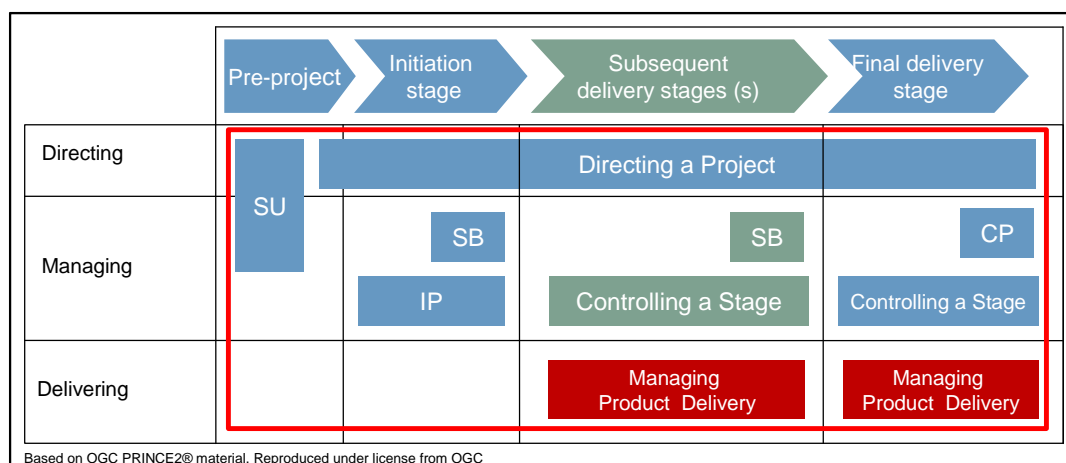 Pre-project
Initiation
stage
Subsequent
delivery stages (s)
Final delivery
stage
Directing
SU
Directing a Project
Managing
SB
SB
CP
IP
Controlling a Stage
Controlling a Stage
Delivering
Managing
Product Delivery
Managing
Product Delivery
Based on OGC PRINCE2® material. Reproduced under license from OGC